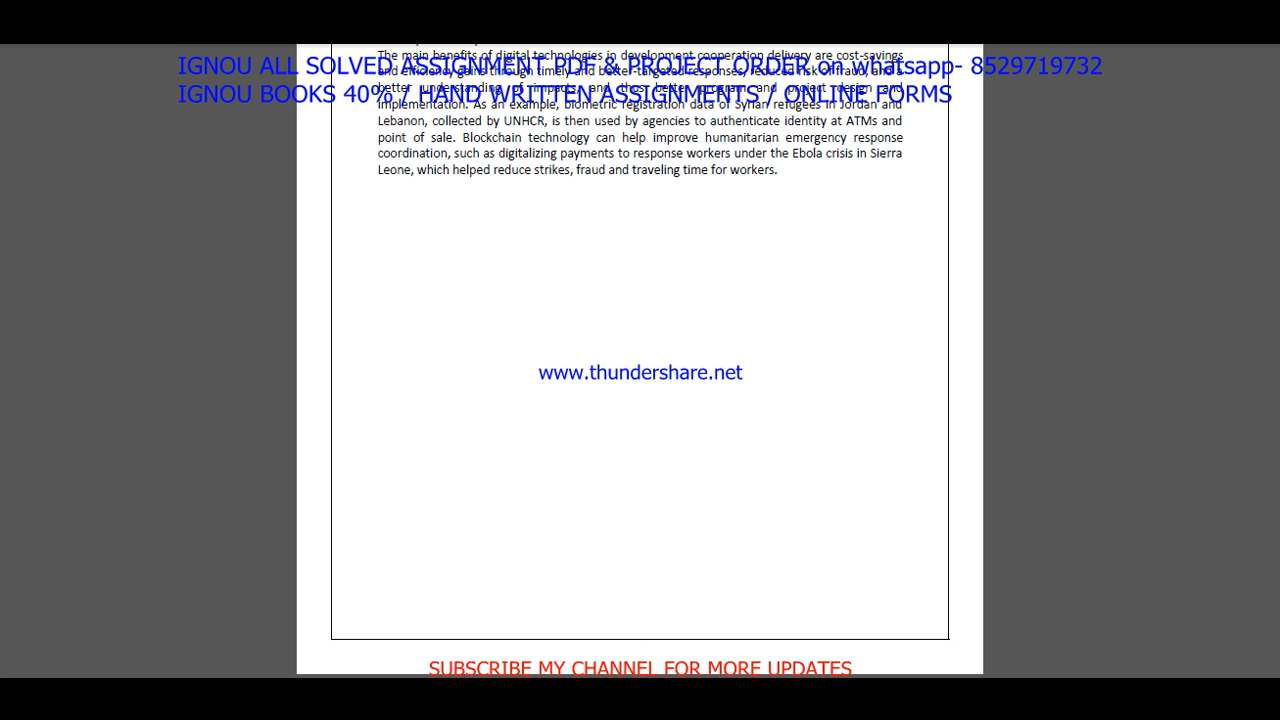 The main benefits of digital technologies in development cooperation delivery are cost-savings
IGNOU ALL SOLVED ASSIGNMENT PDF & PROJECT ORDER on whatsapp- 8529719732
and efficiency gains through timely and better-targeted responses, reduced risk of fraud, and a
better understanding of impacts, and thus better program and project design and
IGNOU BOOKS 40% / HAND WRITTEN ASSIGNMENTS / ONLINE FORMS
implementation. As an example, biometric registration data of Syrian refugees in Jordan and
Lebanon, collected by UNHCR, is then used by agencies to authenticate identity at ATMs and
point of sale. Blockchain technology can help improve humanitarian emergency response
coordination, such as digitalizing payments to response workers under the Ebola crisis in Sierra
Leone, which helped reduce strikes, fraud and traveling time for workers.
www.thundershare.net
SUBSCRIBE MY CHANNEL FOR MORE UPDATES